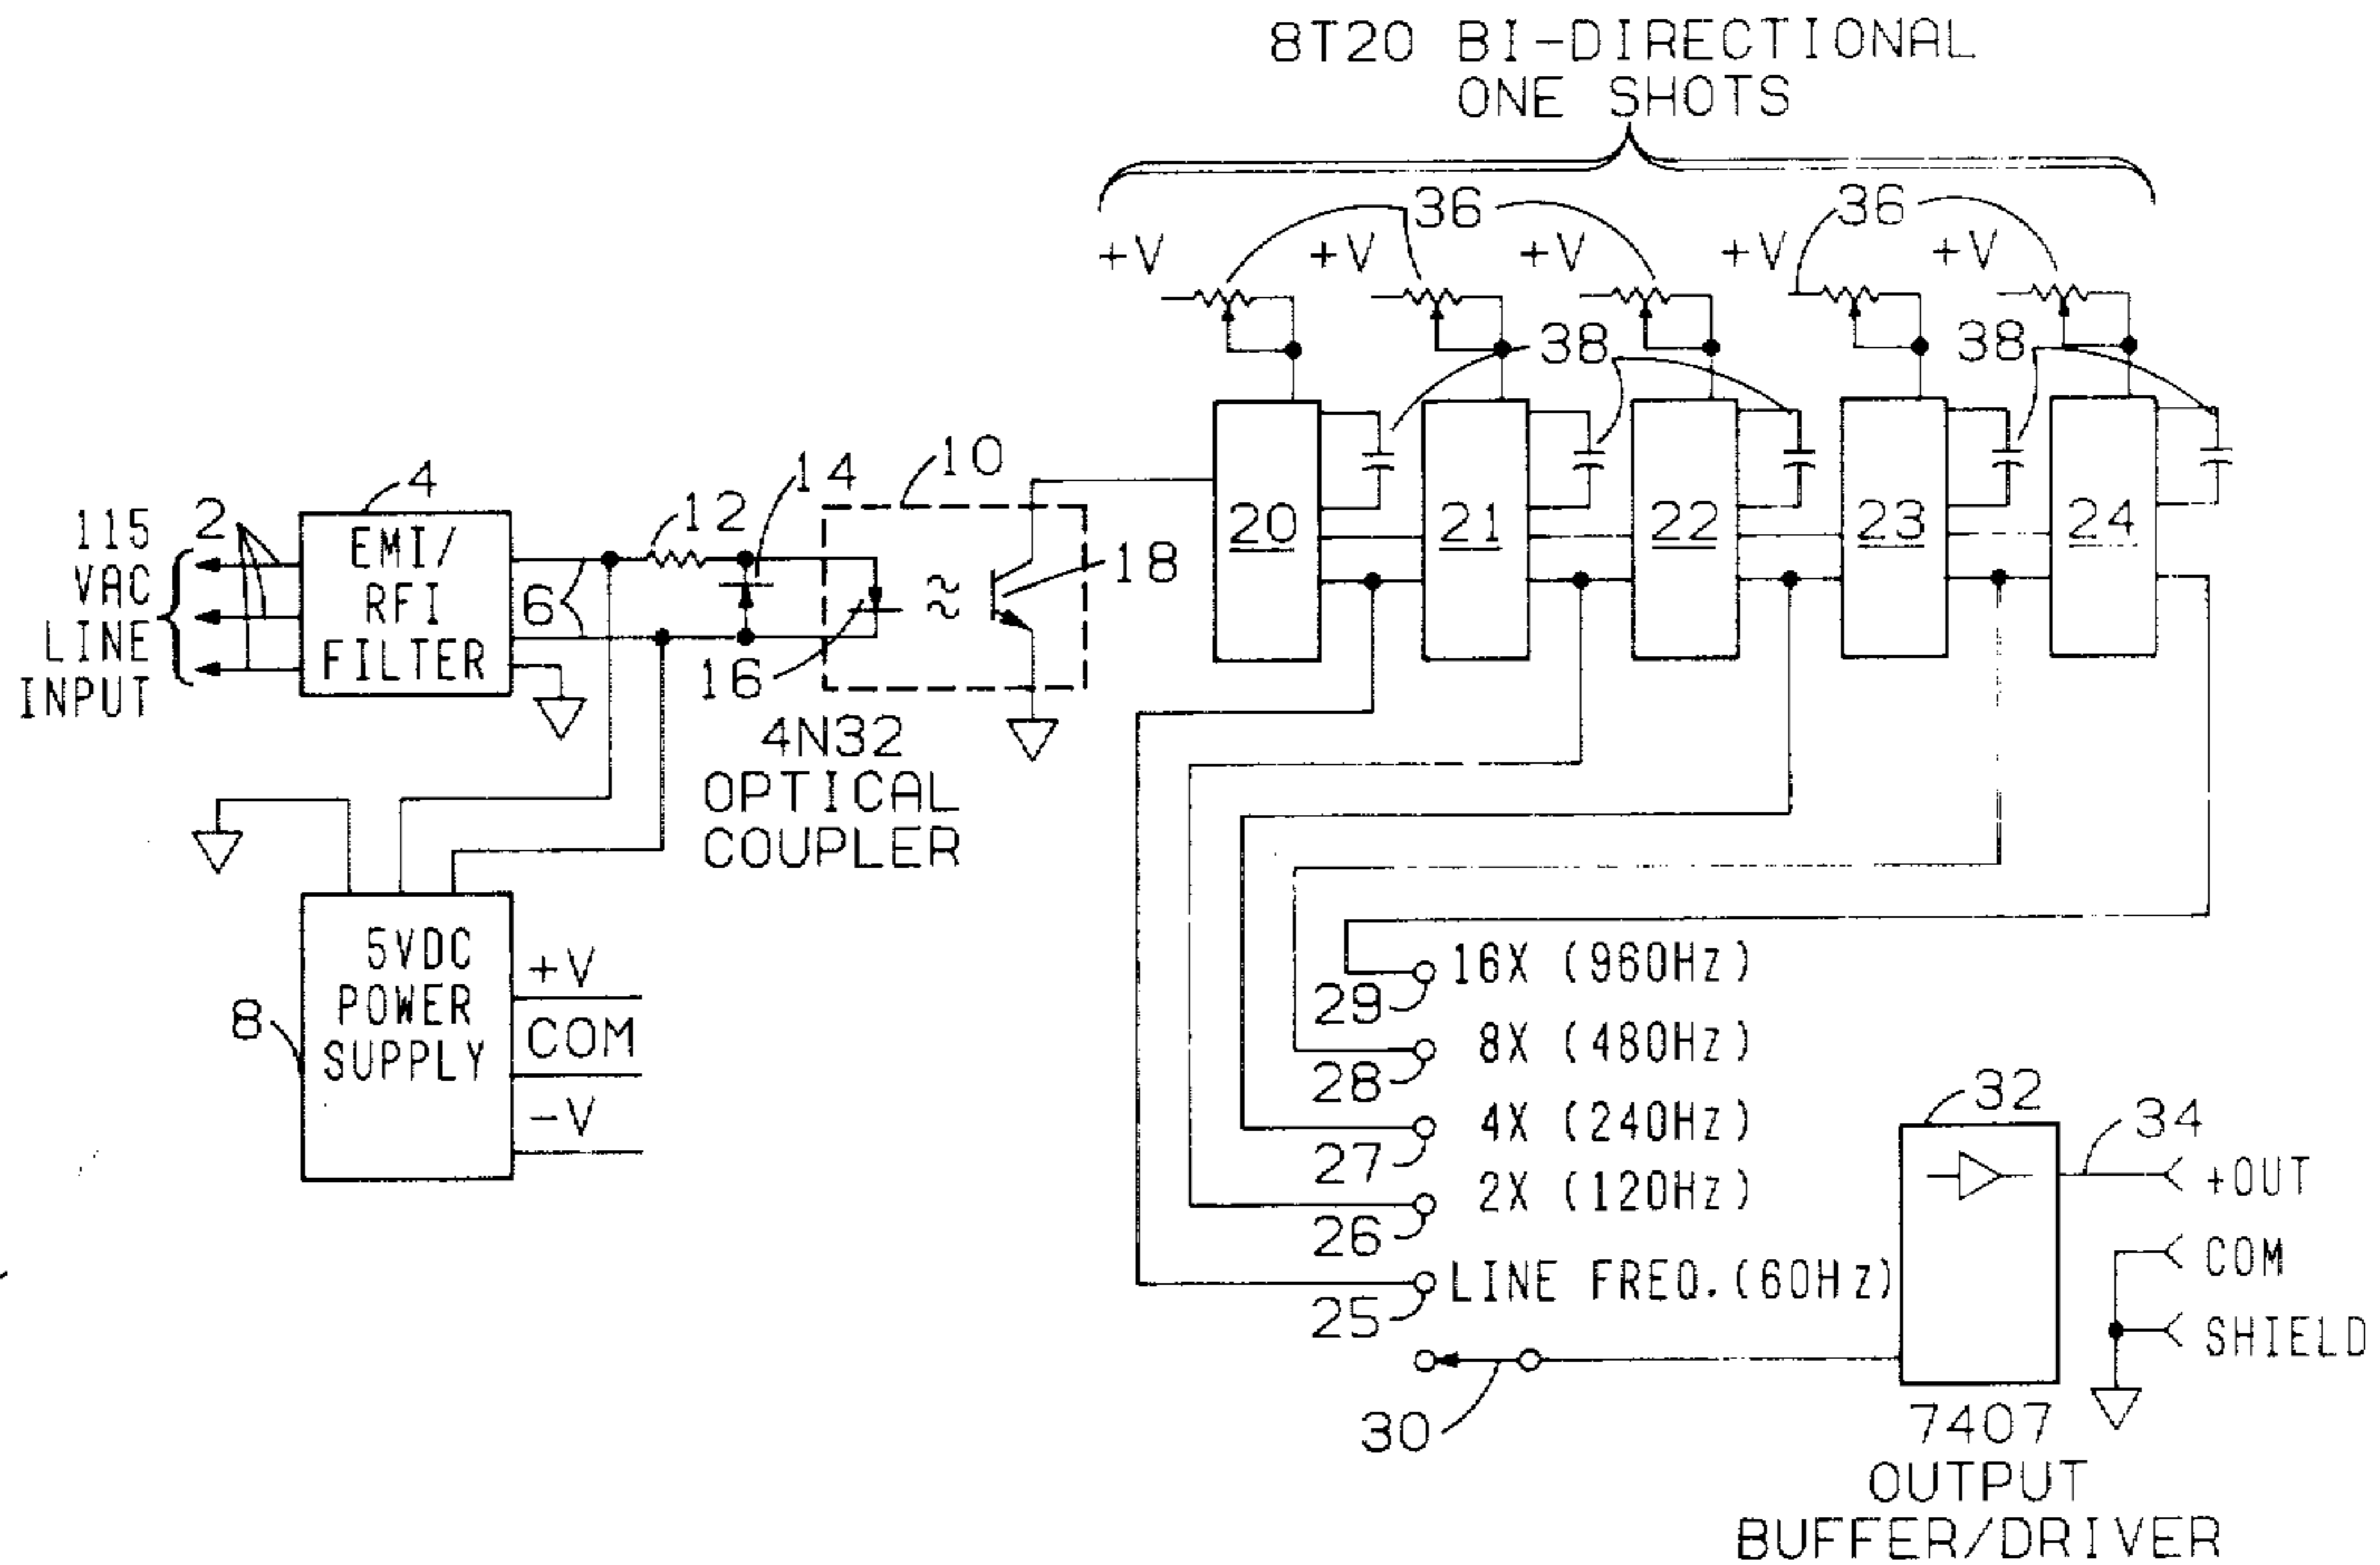 8T20 BI-DIRECTIONAL
ONE SHOTS
36
36
+V
+V
+V
+V
+V
38
38
10
14
4
12
2
115
VAC
LINE
INPUT
EMI/
RFI
FILTER
6
16
18
20
21
22
23
24
4N32
OPTICAL
COUPLER
5VDC
POWER
SUPPLY
8
+V
COM
-V
16X (960Hz)
29
8X (480Hz)
28
4X (240Hz)
27
2X (120Hz)
26
LINE FREQ.(60Hz)
25
30
32
34
+OUT
COM
SHIELD
7407
OUTPUT
BUFFER/DRIVER